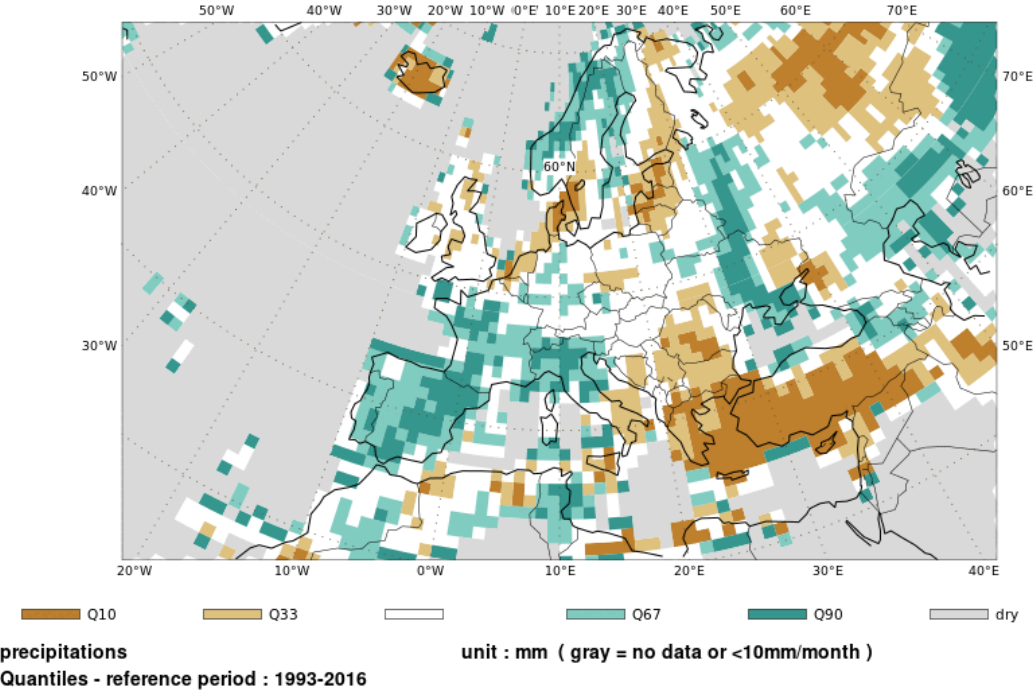 50°W 40°W 30°W 20°W 10°W 0°E 10°E 20°E 30°E 40°E 50°E 60°E 70°E
50°W 70°E
60°N
40°W 60°E
30°W 50°E
20°W 10°W 0°W 10°E 20°E 30°E 40°E
Q10 Q33 Q67 Q90 dry
precipitations unit : mm ( gray = no data or <10mm/month )
Quantiles - reference period : 1993-2016